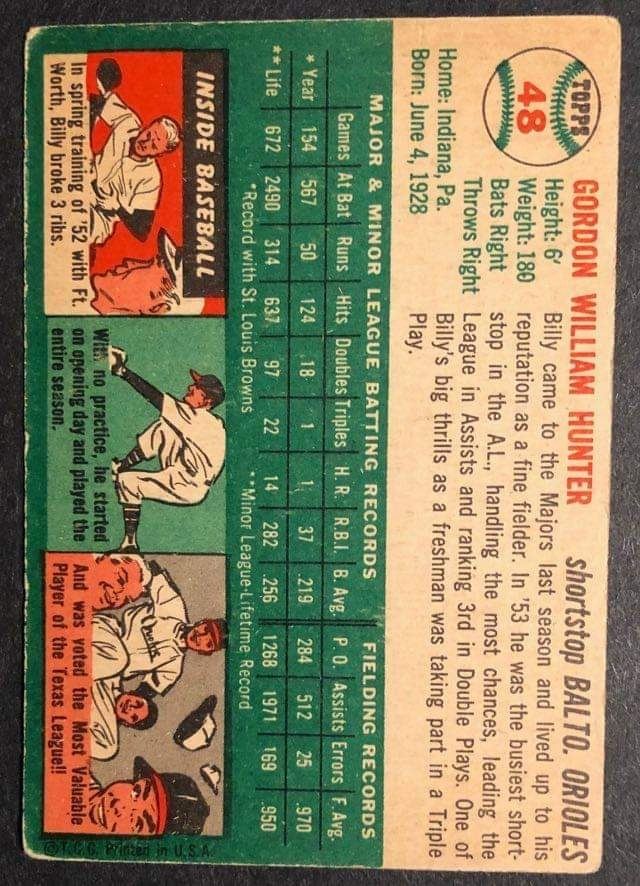 TOPPS
48
GORDON WILLIAM HUNTER shortstop BALTO. ORIOLES
Height: 6'
Weight: 180
Bats Right
Throws Right
Home: Indiana, Pa.
Born: June 4, 1928
Billy came to the Majors last season and lived up to his
reputation as a fine fielder. In '53 he was the busiest short-
stop in the A.L., handling the most chances, leading the
League in Assists and ranking 3rd in Double Plays. One of
Billy's big thrills as a freshman was taking part in a Triple
Play.
MAJOR & MINOR LEAGUE BATTING RECORDS FIELDING RECORDS
Games At Bat Runs Hits Doubles Triples H.R. R.B.I. B. Avg. P.O. Assists Errors F. Avg.
* Year 154 567 50 124 18 1 1 37 .219 284 512 25 .970
** Life 672 2490 314 637 97 22 14 282 .256 1268 1971 169 .950
*Record with St. Louis Browns **Minor League-Lifetime Record
INSIDE BASEBALL
In spring training of '52 with Ft.
Worth, Billy broke 3 ribs.
With no practice, he started
on opening day and played the
entire season.
And was voted the Most Valuable
Player of the Texas League!!
© T.C.G. Printed in U.S.A.